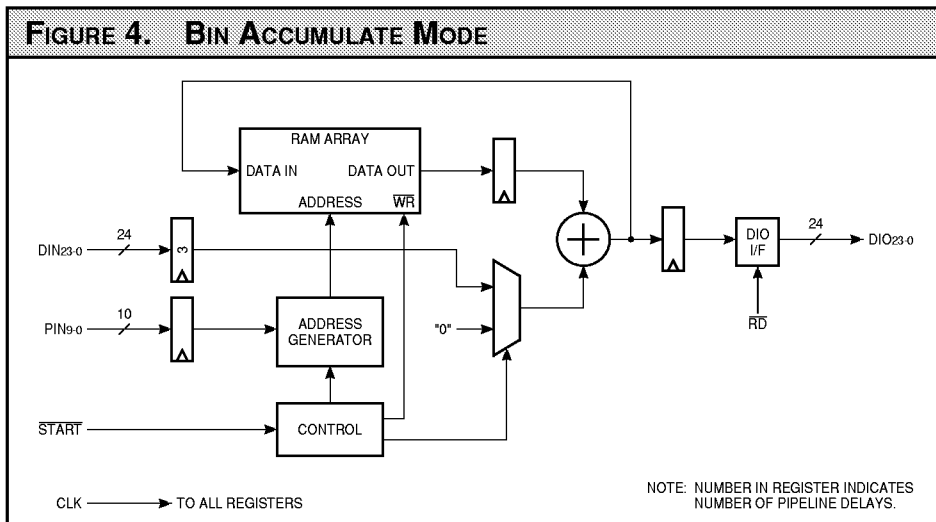 FIGURE 4. BIN ACCUMULATE MODE
RAM ARRAY
DATA IN DATA OUT
ADDRESS WR
DIN23-0
24
3
PIN9-0
10
ADDRESS
GENERATOR
"0"
START
CONTROL
DIO
I/F
24
DIO23-0
RD
CLK TO ALL REGISTERS
NOTE: NUMBER IN REGISTER INDICATES
NUMBER OF PIPELINE DELAYS.